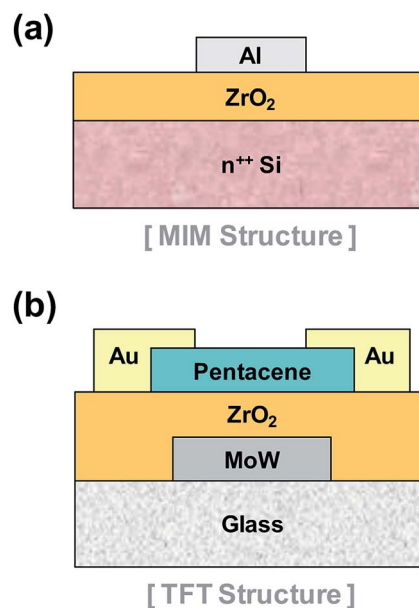 (a)
Al
ZrO₂
n⁺⁺ Si
[ MIM Structure ]
(b)
Au Au
Pentacene
ZrO₂
MoW
Glass
[ TFT Structure ]